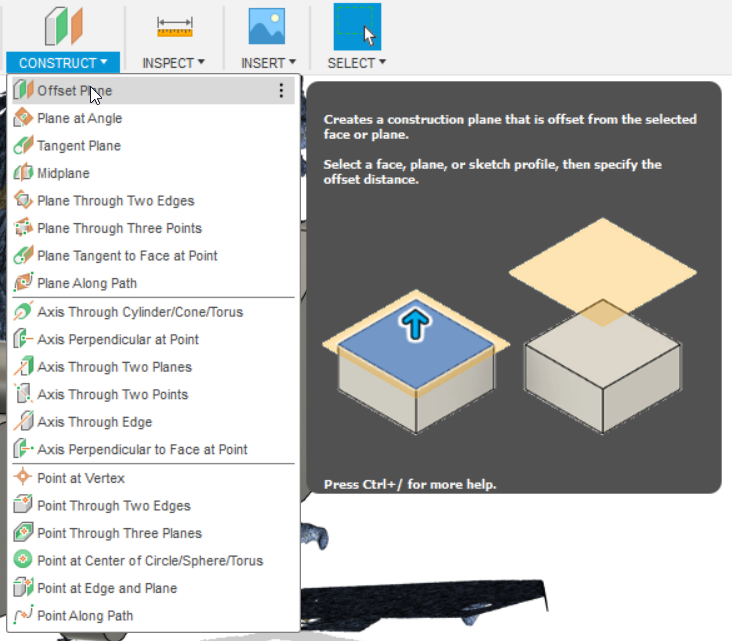 CONSTRUCT ▾
INSPECT ▾
INSERT ▾
SELECT ▾
Offset Plane
Plane at Angle
Tangent Plane
Midplane
Plane Through Two Edges
Plane Through Three Points
Plane Tangent to Face at Point
Plane Along Path
Axis Through Cylinder/Cone/Torus
Axis Perpendicular at Point
Axis Through Two Planes
Axis Through Two Points
Axis Through Edge
Axis Perpendicular to Face at Point
Point at Vertex
Point Through Two Edges
Point Through Three Planes
Point at Center of Circle/Sphere/Torus
Point at Edge and Plane
Point Along Path
Creates a construction plane that is offset from the selected
face or plane.
Select a face, plane, or sketch profile, then specify the
offset distance.
Press Ctrl+/ for more help.